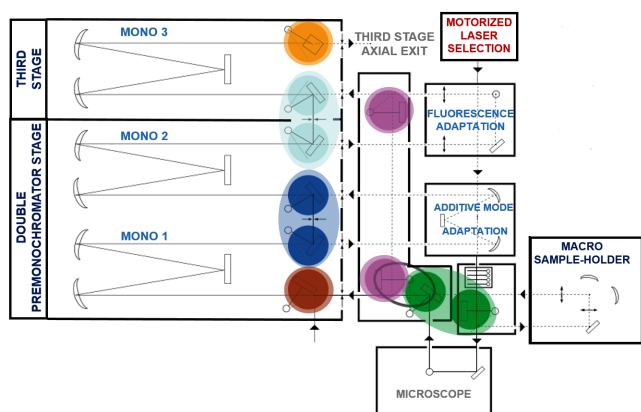 MONO 3
THIRD STAGE
AXIAL EXIT
MOTORIZED
LASER
SELECTION
THIRD
STAGE
FLUORESCENCE
ADAPTATION
MONO 2
DOUBLE
PREMONOCHROMATOR STAGE
ADDITIVE MODE
ADAPTATION
MONO 1
MACRO
SAMPLE-HOLDER
MICROSCOPE